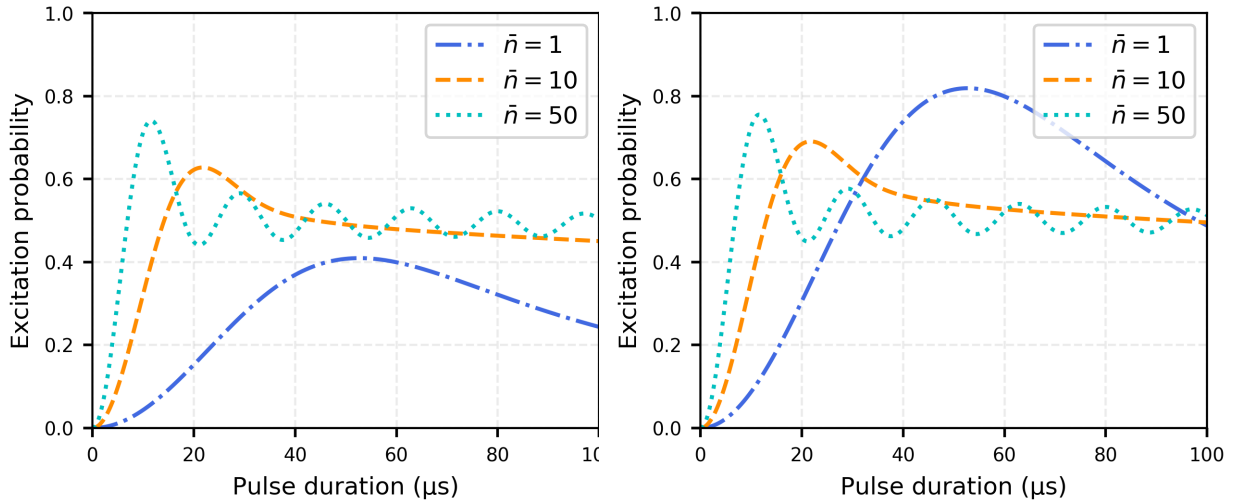 1.0
0.8
0.6
0.4
0.2
0.0
0
20
40
60
80
10
Excitation probability
Pulse duration (μs)
n̄ = 1
n̄ = 10
n̄ = 50
1.0
0.8
0.6
0.4
0.2
0.0
0
20
40
60
80
100
Excitation probability
Pulse duration (μs)
n̄ = 1
n̄ = 10
n̄ = 50